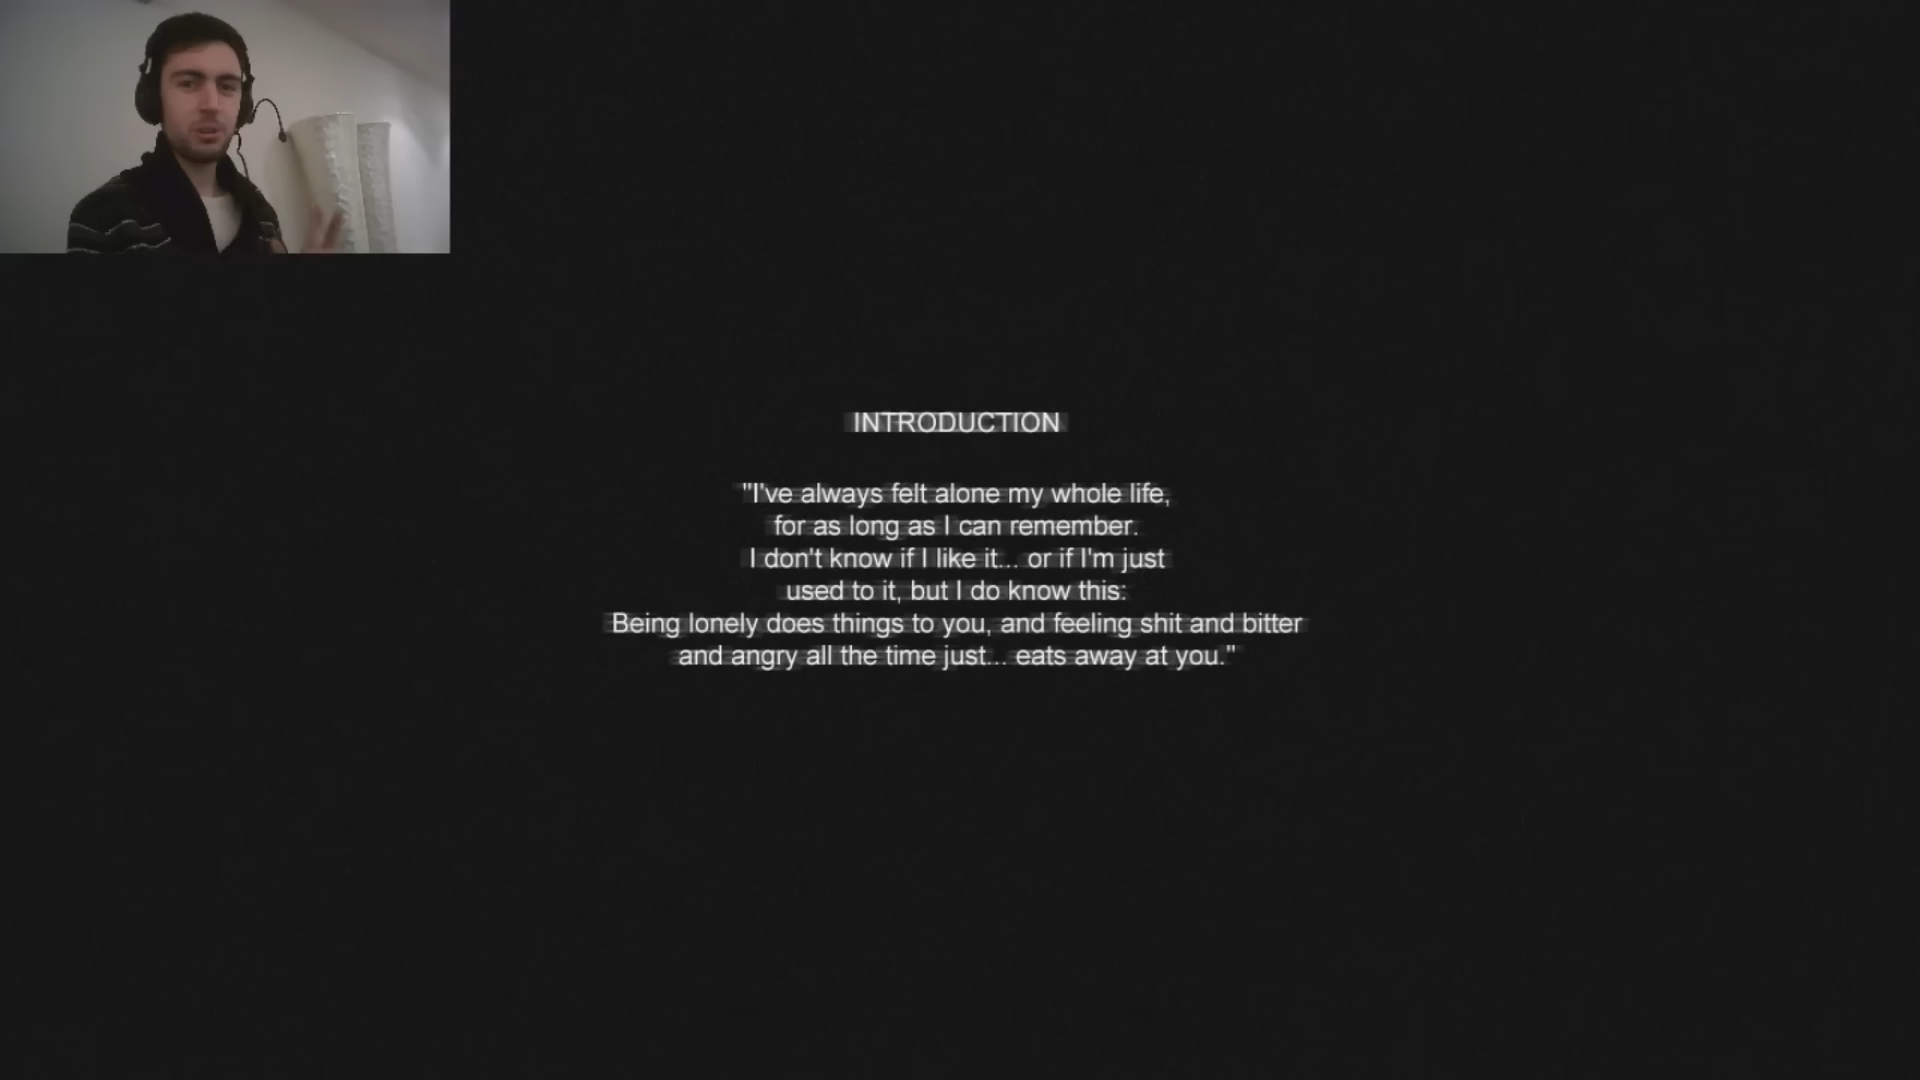 INTRODUCTION
"I've always felt alone my whole life,
for as long as I can remember.
I don't know if I like it... or if I'm just
used to it, but I do know this:
Being lonely does things to you, and feeling shit and bitter
and angry all the time just... eats away at you."